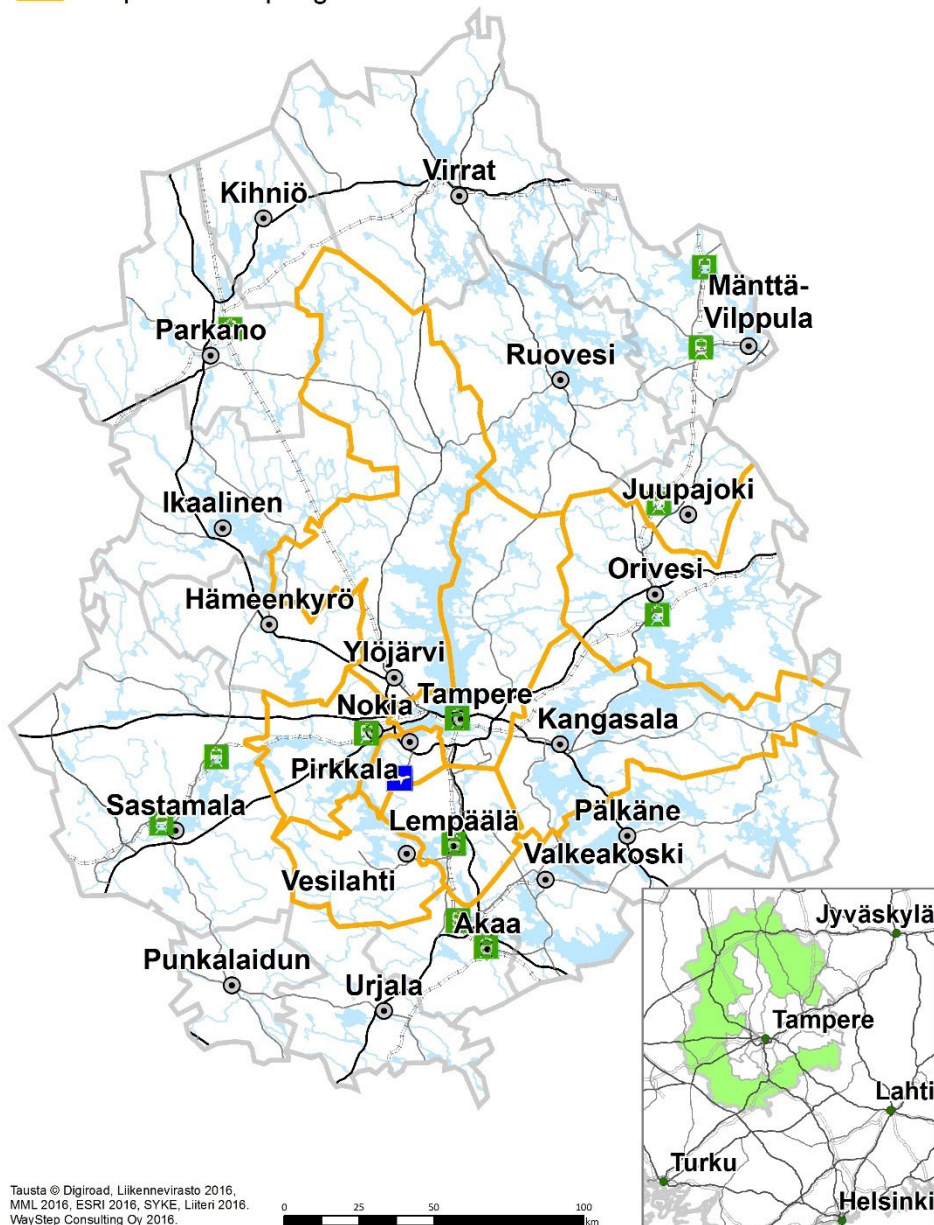 Virrat
Kihniö
Mänttä-
Vilppula
Parkano
Ruovesi
Juupajoki
Ikaalinen
Orivesi
Hämeenkyrö
Ylöjärvi
Nokia
Tampere
Kangasala
Pirkkala
Sastamala
Lempäälä
Pälkäne
Vesilahti
Valkeakoski
Akaa
Punkalaidun
Urjala
Jyväskylä
Tampere
Lahti
Turku
Helsinki
Tausta © Digiroad, Liikennevirasto 2016,
MML 2016, ESRI 2016, SYKE, Liiteri 2016.
WayStep Consulting Oy 2016.
0 25 50 100
km